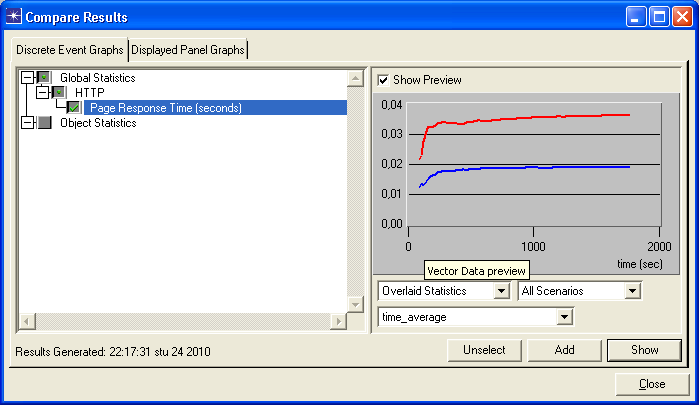 Compare Results
Discrete Event Graphs
Displayed Panel Graphs
Global Statistics
HTTP
Page Response Time (seconds)
Object Statistics
Show Preview
0,04
0,03
0,02
0,01
0,00
0
1000
2000
time (sec)
Vector Data preview
Overlaid Statistics
All Scenarios
time_average
Results Generated: 22:17:31 stu 24 2010
Unselect
Add
Show
Close